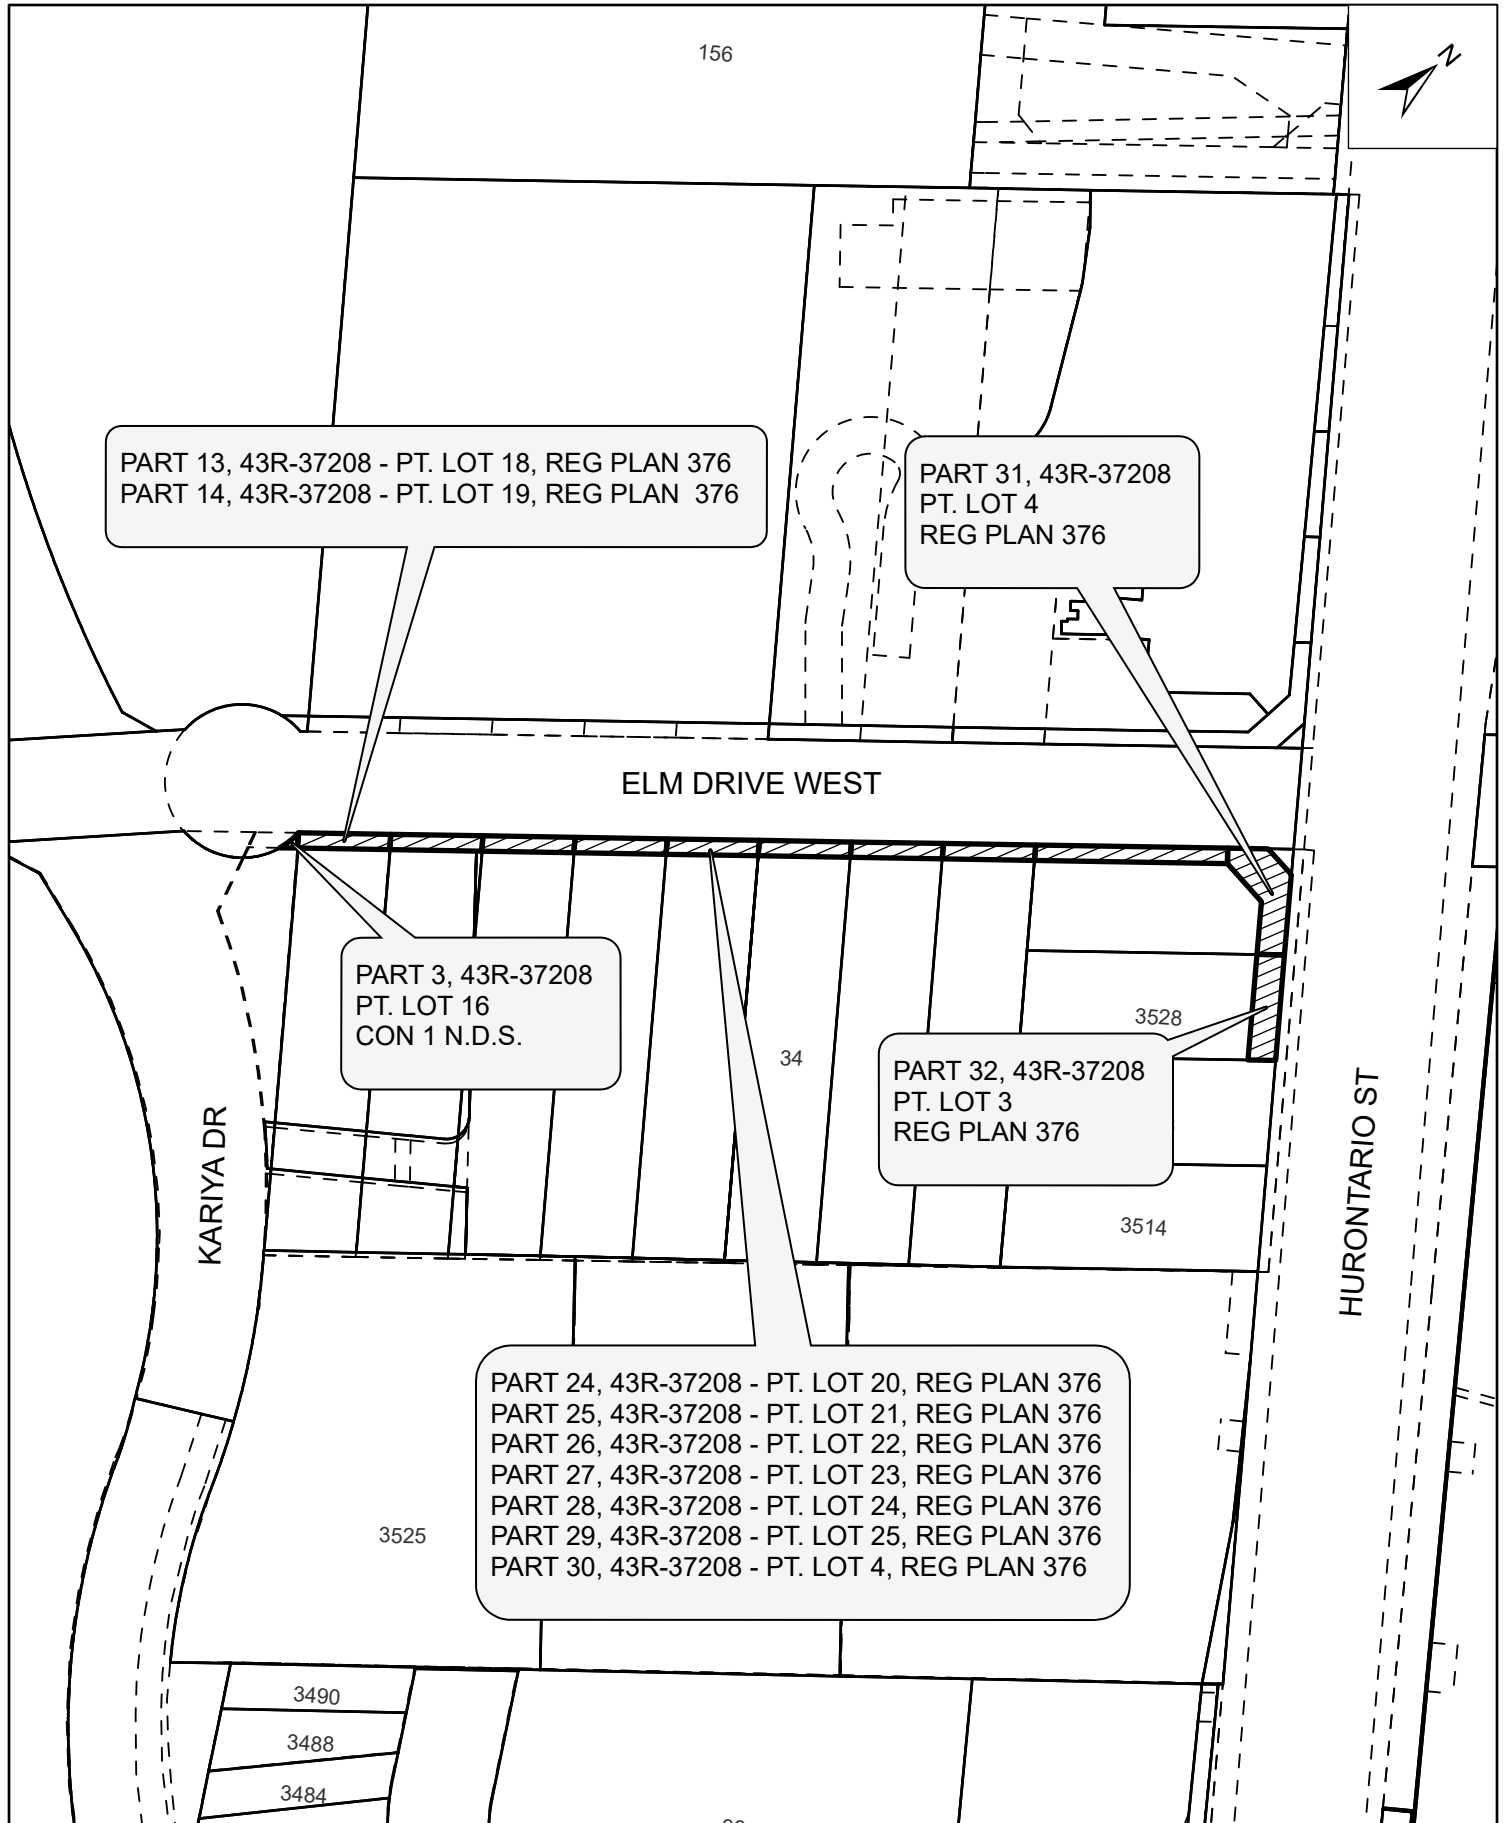 156
N
PART 13, 43R-37208 - PT. LOT 18, REG PLAN 376
PART 14, 43R-37208 - PT. LOT 19, REG PLAN  376
PART 31, 43R-37208
PT. LOT 4
REG PLAN 376
ELM DRIVE WEST
PART 3, 43R-37208
PT. LOT 16
CON 1 N.D.S.
34
3528
PART 32, 43R-37208
PT. LOT 3
REG PLAN 376
KARIYA DR
HURONTARIO ST
3514
PART 24, 43R-37208 - PT. LOT 20, REG PLAN 376
PART 25, 43R-37208 - PT. LOT 21, REG PLAN 376
PART 26, 43R-37208 - PT. LOT 22, REG PLAN 376
PART 27, 43R-37208 - PT. LOT 23, REG PLAN 376
PART 28, 43R-37208 - PT. LOT 24, REG PLAN 376
PART 29, 43R-37208 - PT. LOT 25, REG PLAN 376
PART 30, 43R-37208 - PT. LOT 4, REG PLAN 376
3525
3490
3488
3484